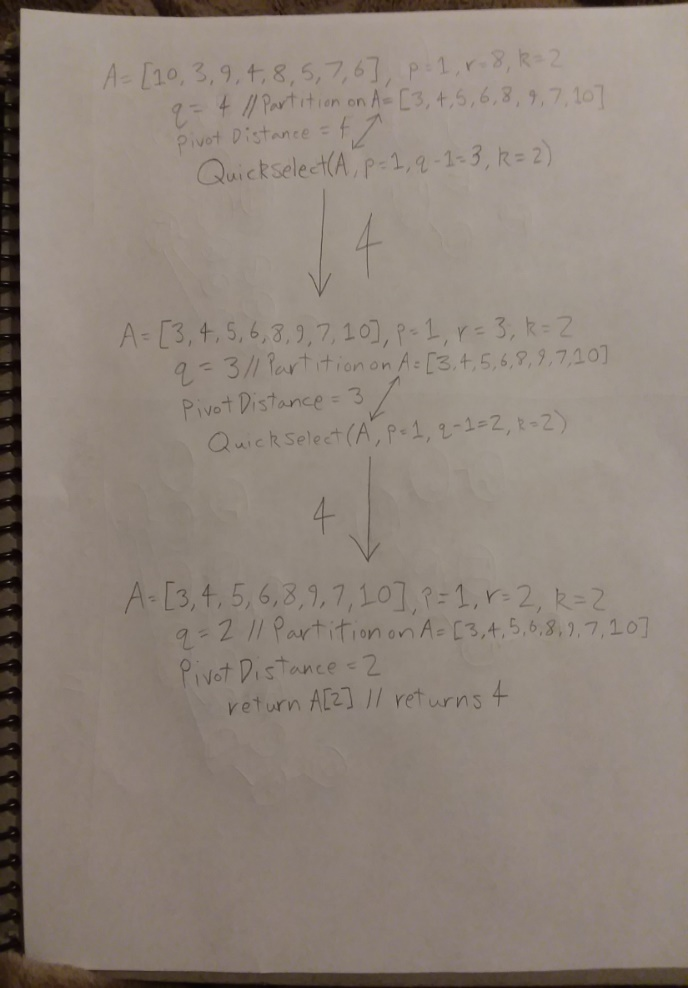 A=[10,3,9,4,8,5,7,6], p=1, r=8, k=2
q = 4 // Partition on A=[3,4,5,6,8,9,7,10]
Pivot Distance = 4
Quickselect(A, p=1, q-1=3, k=2)
4
A=[3,4,5,6,8,9,7,10], p=1, r=3, k=2
q = 3 // Partition on A=[3,4,5,6,8,9,7,10]
Pivot Distance = 3
Quickselect(A, p=1, q-1=2, k=2)
4
A=[3,4,5,6,8,9,7,10], p=1, r=2, k=2
q=2 // Partition on A=[3,4,5,6,8,9,7,10]
Pivot Distance = 2
return A[2] // returns 4